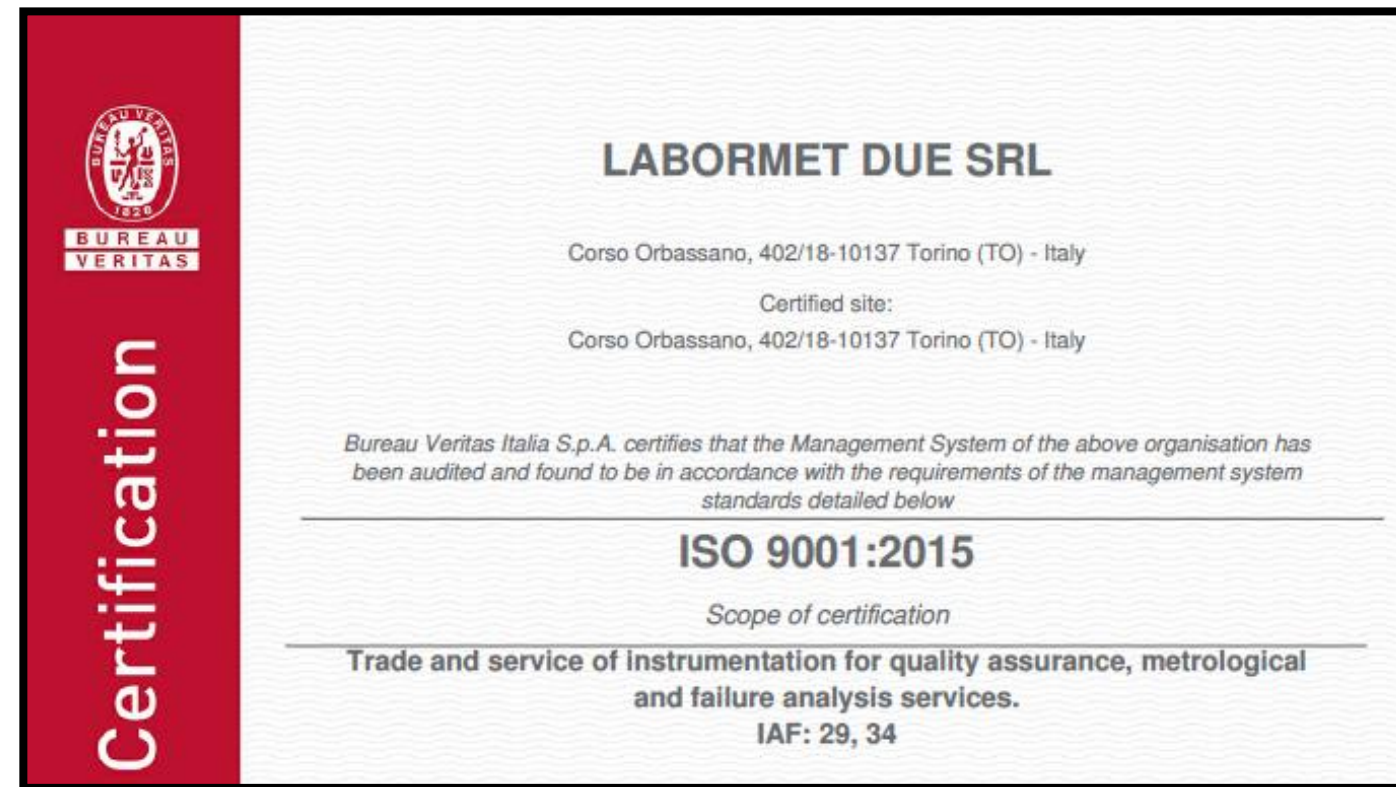 BUREAU VERITAS
1828
BUREAU
VERITAS
Certification
LABORMET DUE SRL
Corso Orbassano, 402/18-10137 Torino (TO) - Italy
Certified site:
Corso Orbassano, 402/18-10137 Torino (TO) - Italy
Bureau Veritas Italia S.p.A. certifies that the Management System of the above organisation has
been audited and found to be in accordance with the requirements of the management system
standards detailed below
ISO 9001:2015
Scope of certification
Trade and service of instrumentation for quality assurance, metrological
and failure analysis services.
IAF: 29, 34